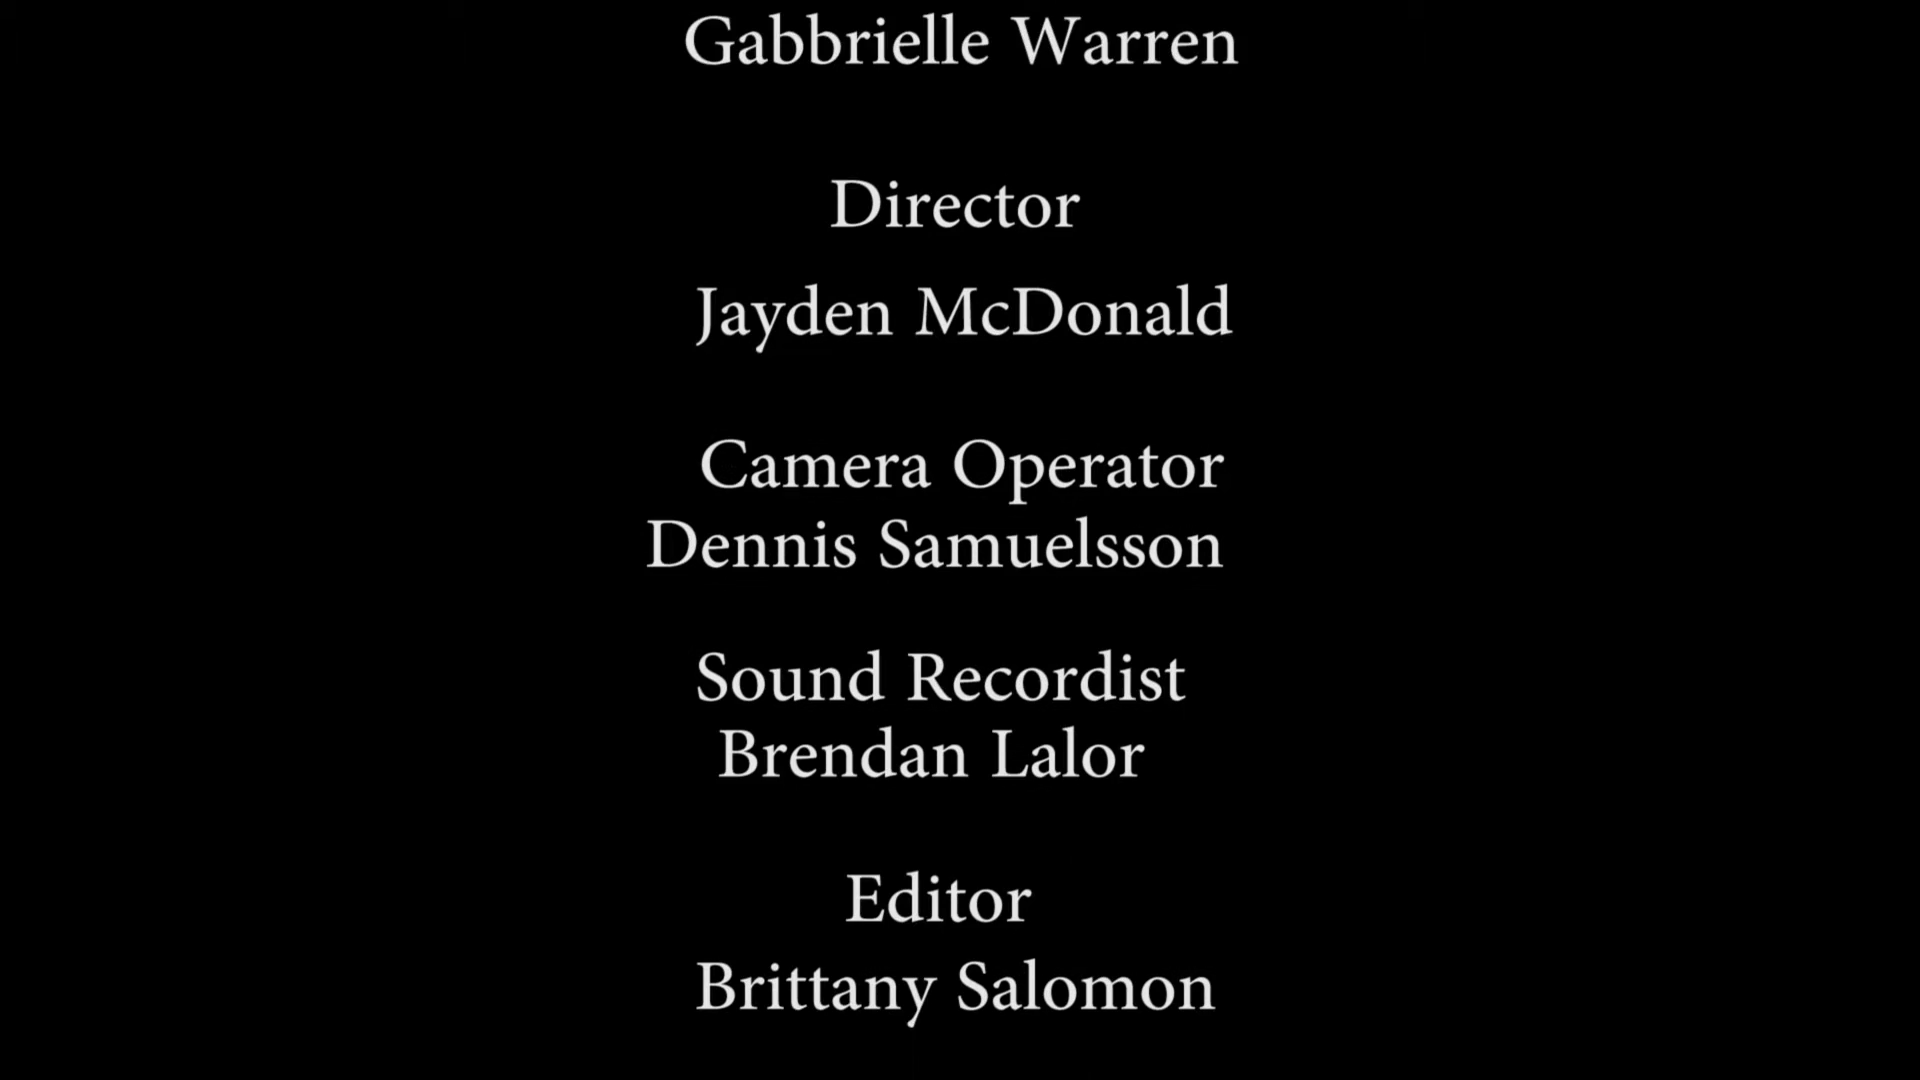 Gabbrielle Warren
Director
Jayden McDonald
Camera Operator
Dennis Samuelsson
Sound Recordist
Brendan Lalor
Editor
Brittany Salomon